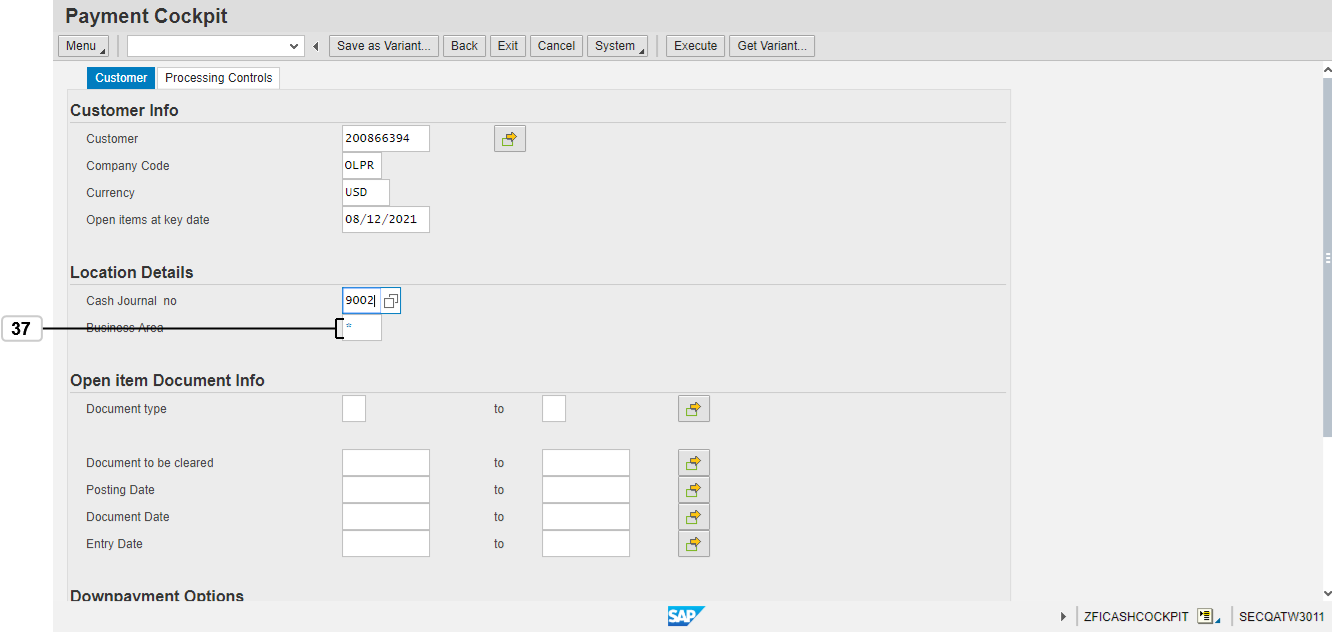 Payment Cockpit
Menu Save as Variant... Back Exit Cancel System Execute Get Variant...
Customer Processing Controls
Customer Info
Customer 200866394
Company Code OLPR
Currency USD
Open items at key date 08/12/2021
Location Details
Cash Journal no 9002
37 Business Area *
Open item Document Info
Document type to
Document to be cleared to
Posting Date to
Document Date to
Entry Date to
Downpayment Options
SAP ZFICASHCOCKPIT SECQATW3011